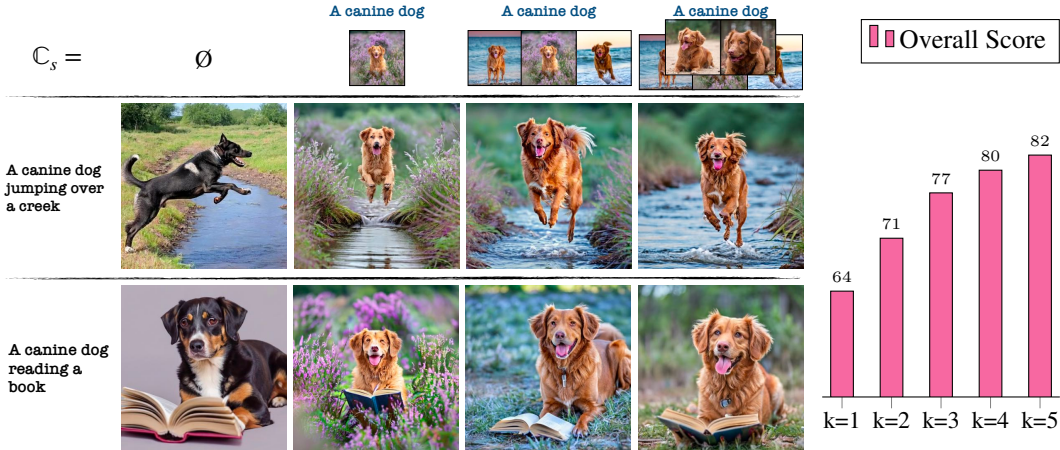 ℂₛ =
∅
A canine dog
A canine dog
A canine dog
Overall Score
A canine dog
jumping over
a creek
A canine dog
reading a
book
64
71
77
80
82
k=1
k=2
k=3
k=4
k=5